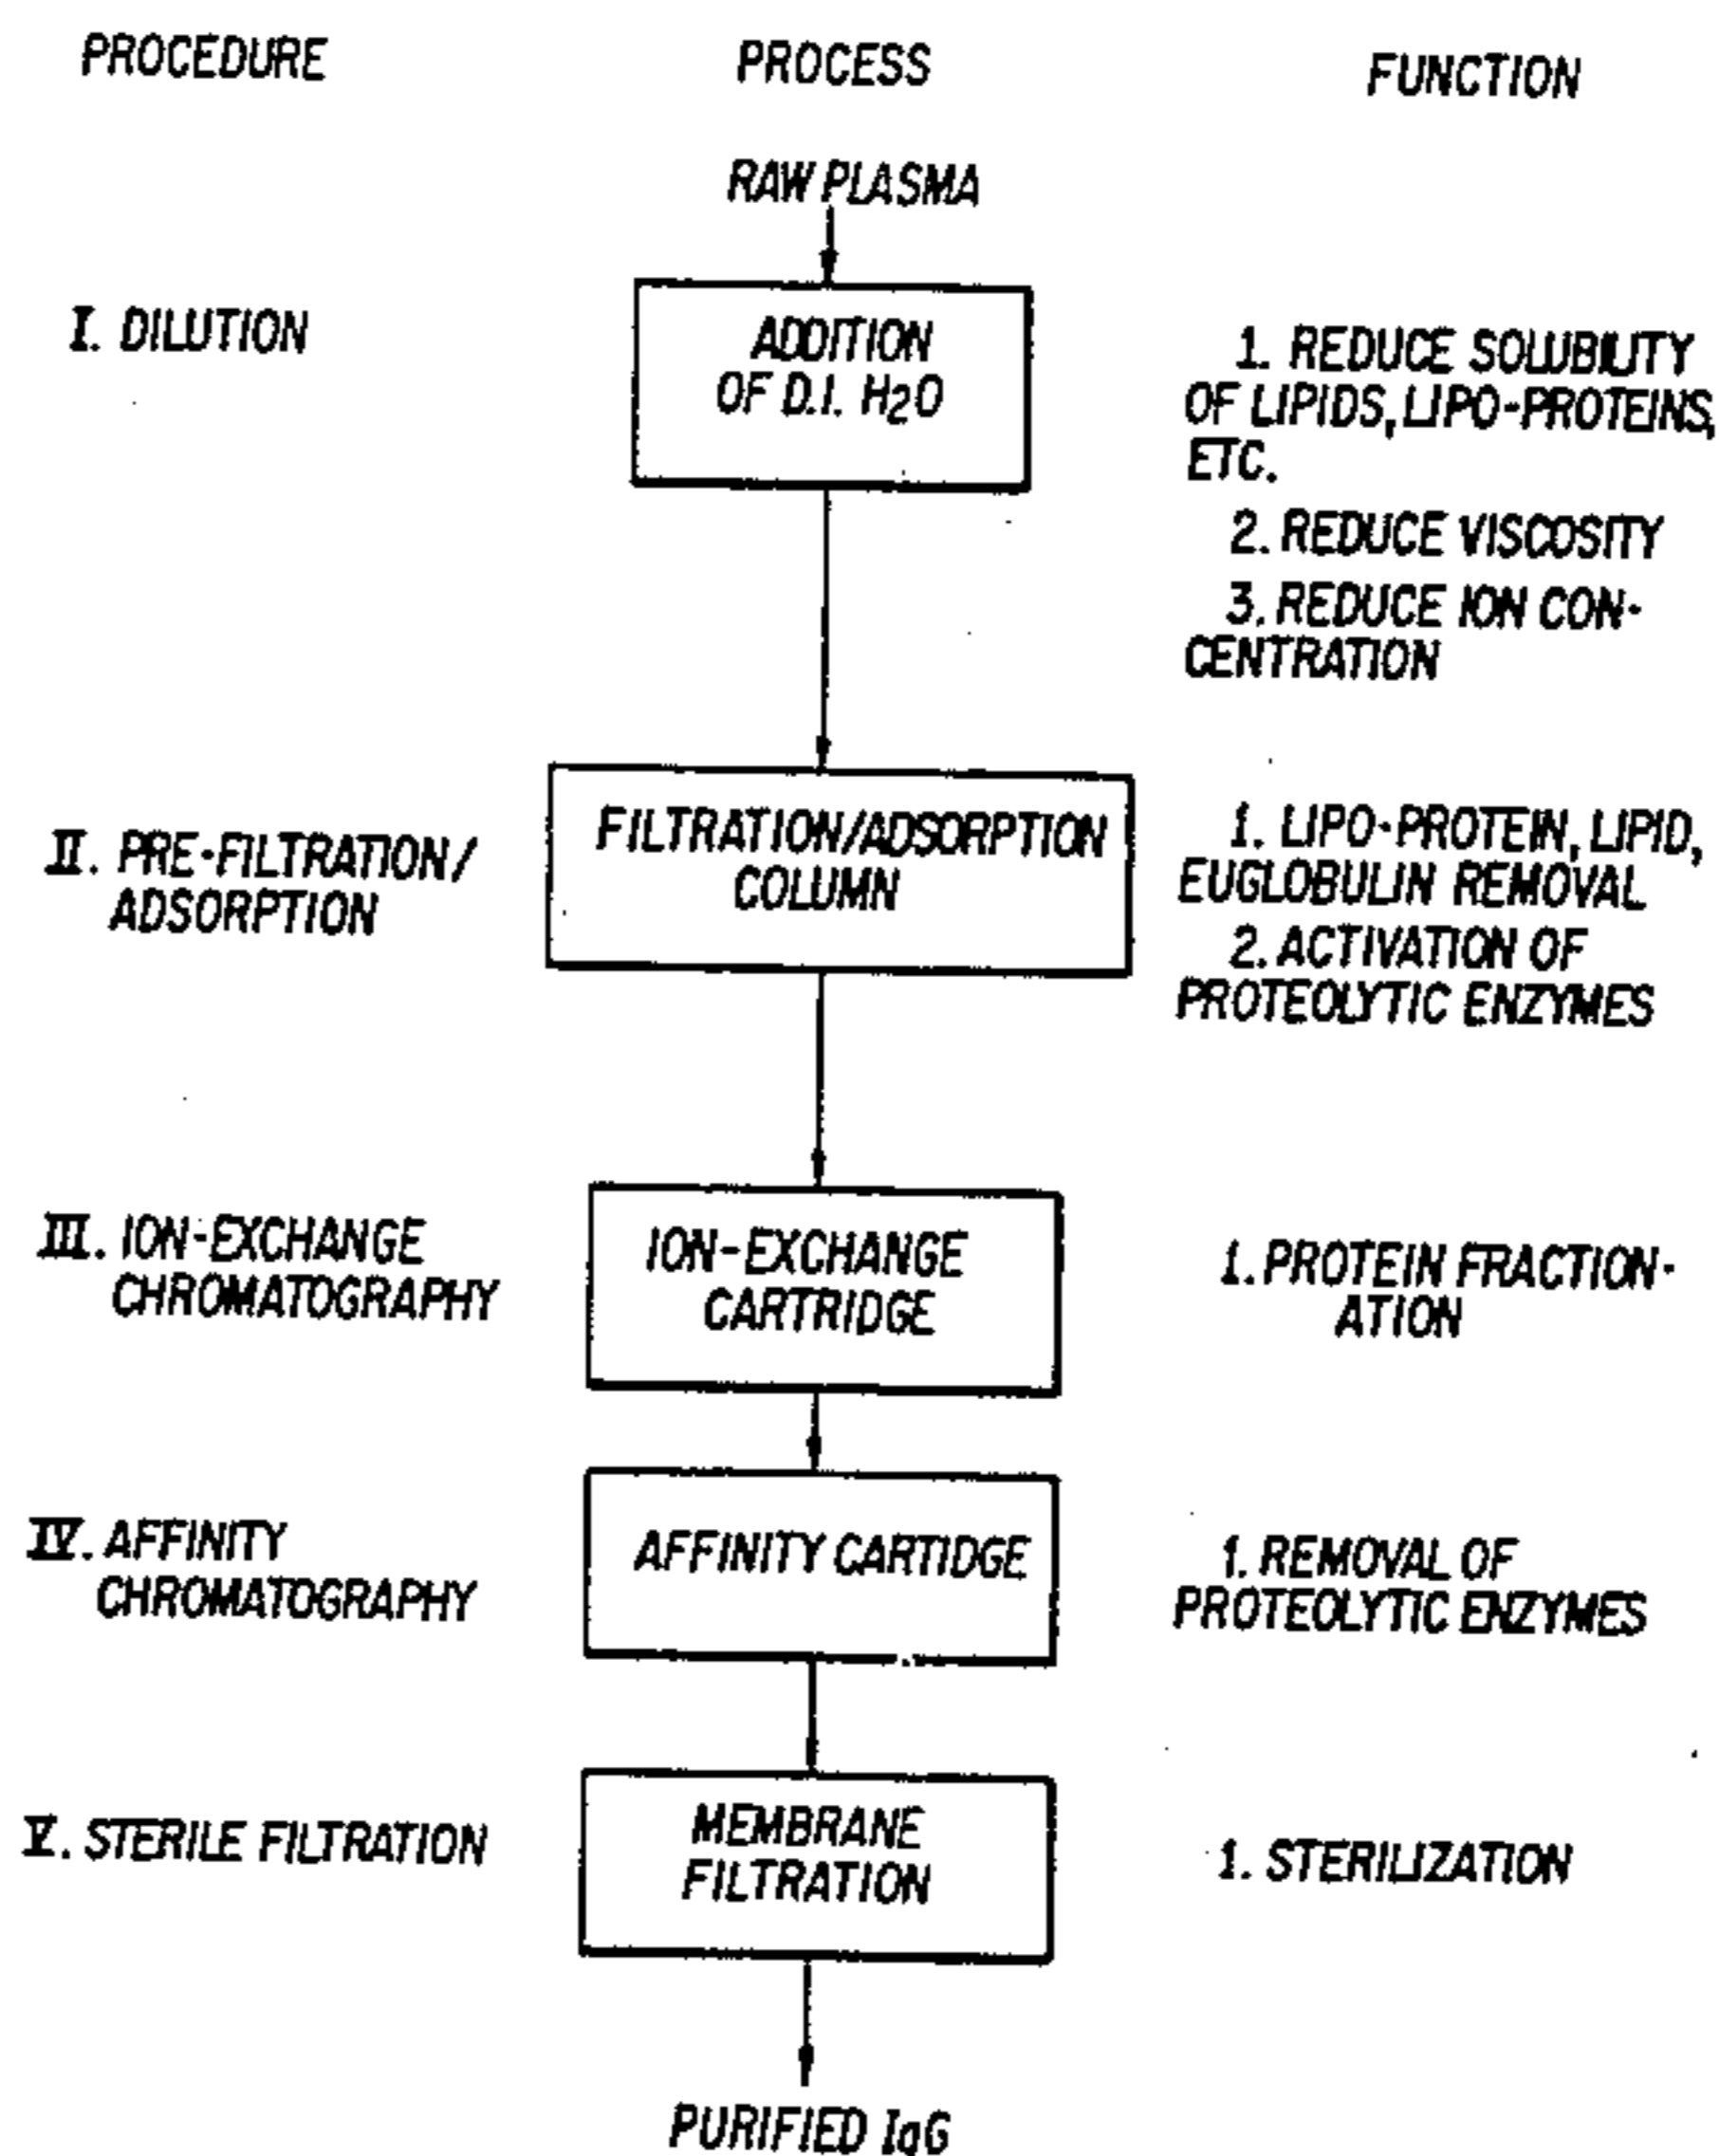 PROCEDURE
PROCESS
FUNCTION
RAW PLASMA
I. DILUTION
ADDITION
OF D.I. H2O
1. REDUCE SOLUBILITY
OF LIPIDS, LIPO-PROTEINS,
ETC.
2. REDUCE VISCOSITY
3. REDUCE ION CON-
CENTRATION
II. PRE-FILTRATION/
ADSORPTION
FILTRATION/ADSORPTION
COLUMN
1. LIPO-PROTEIN, LIPID,
EUGLOBULIN REMOVAL
2. ACTIVATION OF
PROTEOLYTIC ENZYMES
III. ION-EXCHANGE
CHROMATOGRAPHY
ION-EXCHANGE
CARTRIDGE
1. PROTEIN FRACTION-
ATION
IV. AFFINITY
CHROMATOGRAPHY
AFFINITY CARTIDGE
1. REMOVAL OF
PROTEOLYTIC ENZYMES
V. STERILE FILTRATION
MEMBRANE
FILTRATION
1. STERILIZATION
PURIFIED IgG